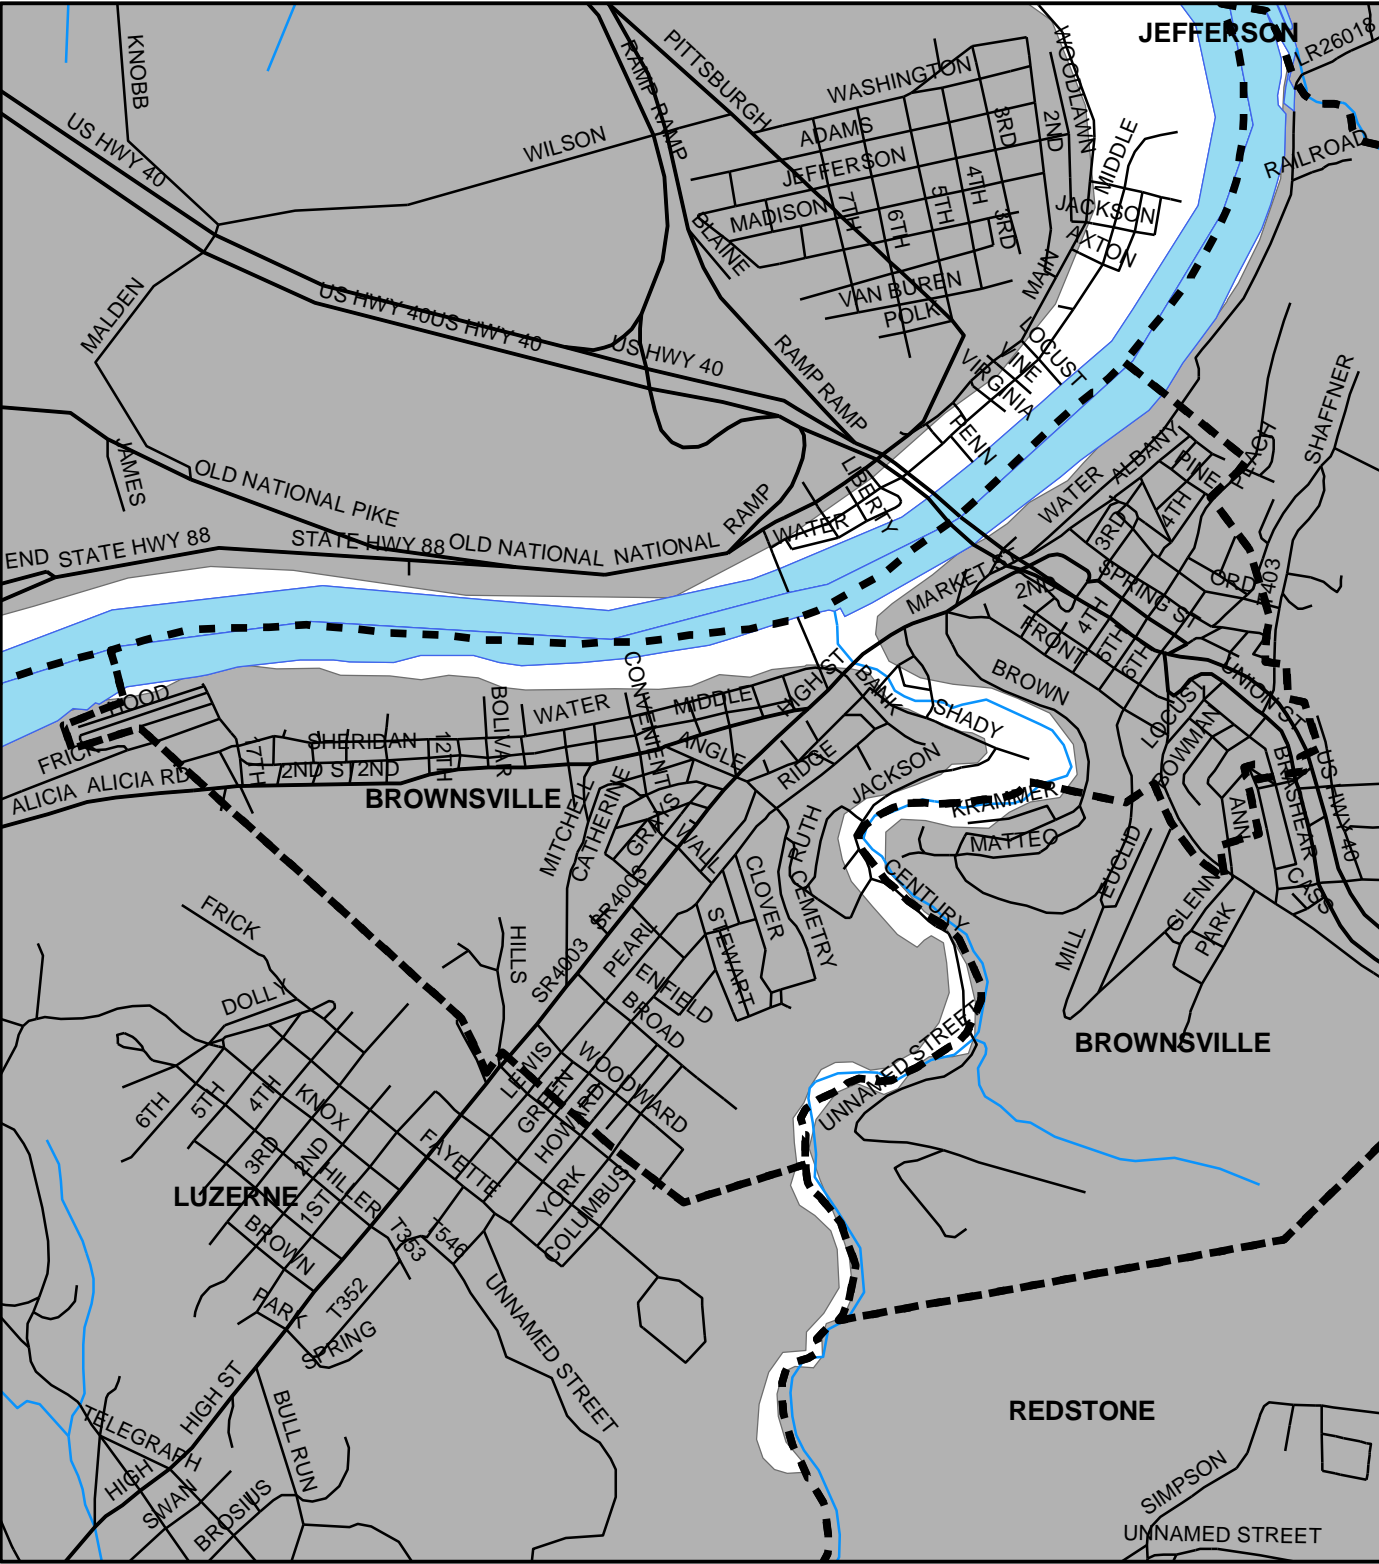 JEFFERSON
LR26018
KNOBB
RAMP RAMP
PITTSBURGH
WOODLAWN
WASHINGTON
US HWY 40
WILSON
ADAMS
3RD
2ND
MIDDLE
RAILROAD
JEFFERSON
4TH
5TH
MADISON
7TH
6TH
3RD
JACKSON
BLAINE
AXTON
MAIN
VAN BUREN
POLK
MALDEN
US HWY 40US HWY 40
US HWY 40
RAMP RAMP
LOCUST
VINE
VIRGINIA
SHAFFNER
PENN
PEACH
JAMES
OLD NATIONAL PIKE
RAMP
LIBERTY
WATER
ALBANY
PINE
WATER
4TH
3RD
END
STATE HWY 88
STATE HWY 88
OLD NATIONAL
NATIONAL
MARKET
2ND
SPRING ST
ORD
4TH
FRONT
5TH
6TH
CONVENIENT
HIGH ST
BANK
BROWN
UNION ST
HOOD
BOLIVAR
WATER
MIDDLE
SHADY
BOWMAN
FRICK
17TH
SHERIDAN
12TH
ANGLE
RIDGE
JACKSON
US HWY 40
2ND ST
2ND
ALICIA
ALICIA RD
BROWNSVILLE
MITCHELL
CATHERINE
GRAYS
WALL
RUTH
KRAMMER
MATTEO
ANN
BRASHEAR
EUCLID
CASS
SR4003
CLOVER
CEMETRY
CENTURY
GLENN
PARK
FRICK
HILLS
STEWART
MILL
DOLLY
SR4003
PEARL
ENFIELD
BROAD
UNNAMED STREET
BROWNSVILLE
LEWIS
WOODWARD
GREEN
HOWARD
6TH
5TH
4TH
KNOX
FAYETTE
3RD
2ND
HILLER
LUZERNE
1ST
YORK
COLUMBUS
BROWN
T353
T546
PARK
T352
SPRING
UNNAMED STREET
HIGH ST
BULL RUN
REDSTONE
TELEGRAPH
HIGH
SWAN
BROSIUS
SIMPSON
UNNAMED STREET